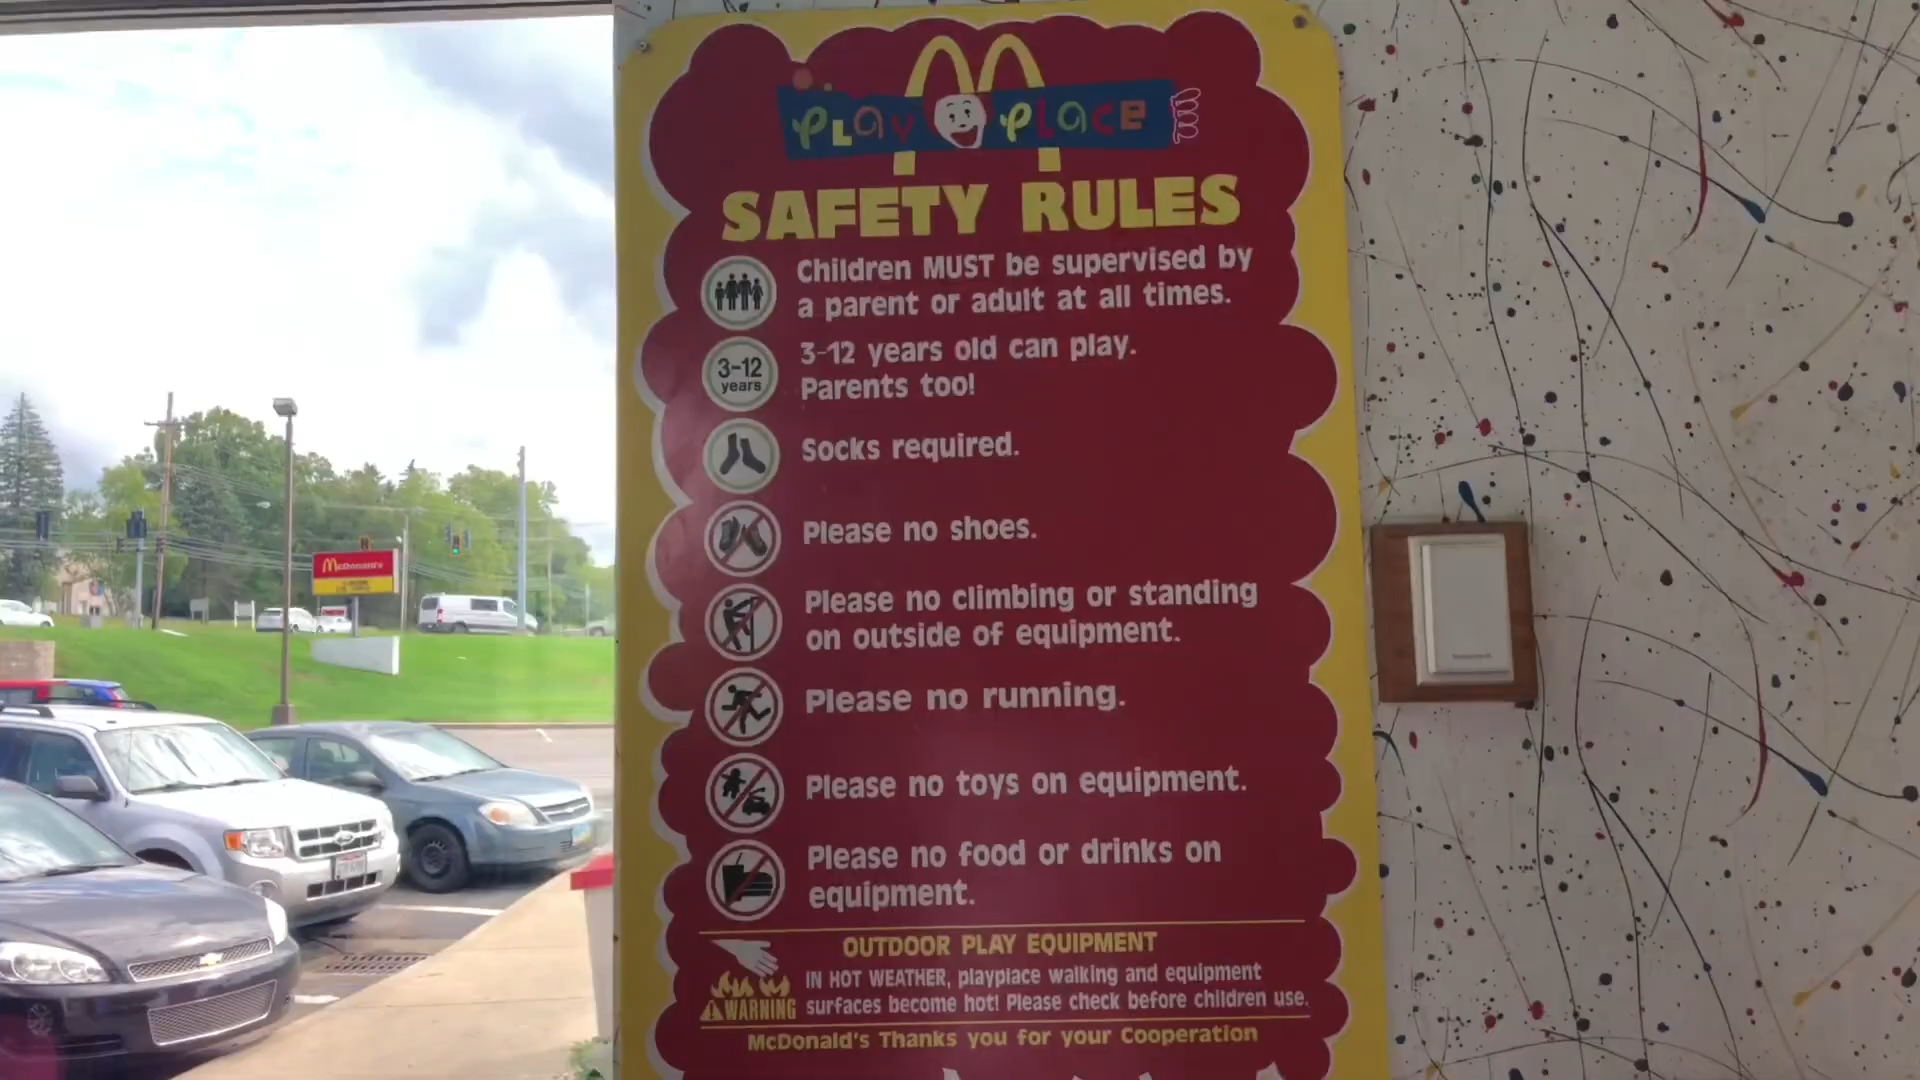 PLAY PLACE
SAFETY RULES
Children MUST be supervised by
a parent or adult at all times.
3-12
years
3-12 years old can play.
Parents too!
Socks required.
Please no shoes.
Please no climbing or standing
on outside of equipment.
Please no running.
Please no toys on equipment.
Please no food or drinks on
equipment.
OUTDOOR PLAY EQUIPMENT
WARNING
IN HOT WEATHER, playplace walking and equipment
surfaces become hot! Please check before children use.
McDonald's Thanks you for your Cooperation
McDonald's